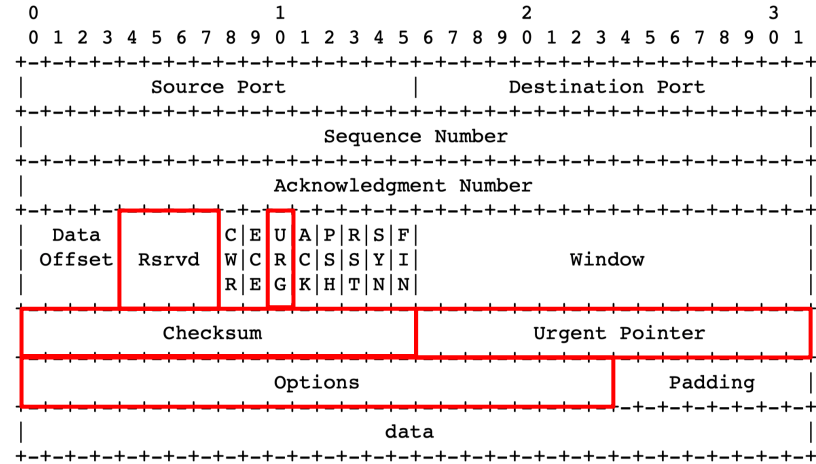 0                   1                   2                   3
0 1 2 3 4 5 6 7 8 9 0 1 2 3 4 5 6 7 8 9 0 1 2 3 4 5 6 7 8 9 0 1
+-+-+-+-+-+-+-+-+-+-+-+-+-+-+-+-+-+-+-+-+-+-+-+-+-+-+-+-+-+-+-+-+
| Source Port | Destination Port |
+-+-+-+-+-+-+-+-+-+-+-+-+-+-+-+-+-+-+-+-+-+-+-+-+-+-+-+-+-+-+-+-+
| Sequence Number |
+-+-+-+-+-+-+-+-+-+-+-+-+-+-+-+-+-+-+-+-+-+-+-+-+-+-+-+-+-+-+-+-+
| Acknowledgment Number |
+-+-+-+-+-+-+-+-+-+-+-+-+-+-+-+-+-+-+-+-+-+-+-+-+-+-+-+-+-+-+-+-+
| Data | |C|E|U|A|P|R|S|F| |
| Offset| Rsrvd |W|C|R|C|S|S|Y|I| Window |
| | |R|E|G|K|H|T|N|N| |
+-+-+-+-+-+-+-+-+-+-+-+-+-+-+-+-+-+-+-+-+-+-+-+-+-+-+-+-+-+-+-+-+
| Checksum | Urgent Pointer |
+-+-+-+-+-+-+-+-+-+-+-+-+-+-+-+-+-+-+-+-+-+-+-+-+-+-+-+-+-+-+-+-+
| Options | Padding |
+-+-+-+-+-+-+-+-+-+-+-+-+-+-+-+-+-+-+-+-+-+-+-+-+-+-+-+-+-+-+-+-+
| data |
+-+-+-+-+-+-+-+-+-+-+-+-+-+-+-+-+-+-+-+-+-+-+-+-+-+-+-+-+-+-+-+-+